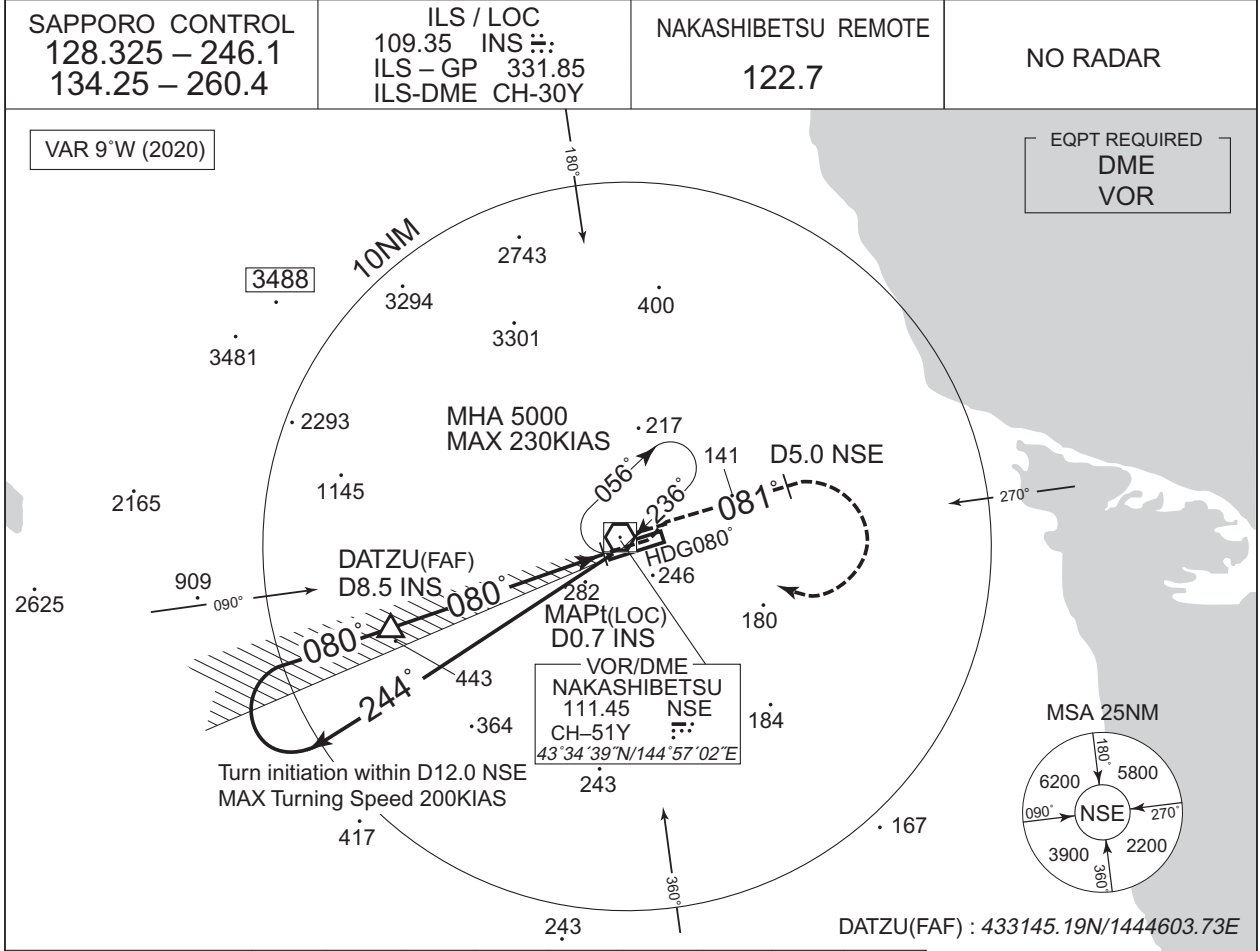 SAPPORO CONTROL
128.325 – 246.1
134.25 – 260.4
ILS / LOC
109.35 INS
ILS – GP 331.85
ILS-DME CH-30Y
NAKASHIBETSU REMOTE
122.7
NO RADAR
VAR 9°W (2020)
EQPT REQUIRED
DME
VOR
180°
10NM
2743
3488
3294
400
3301
3481
2293
MHA 5000
MAX 230KIAS
217
141
D5.0 NSE
056°
236°
081°
270°
1145
2165
HDG080°
DATZU(FAF)
D8.5 INS
909
090°
2625
080°
080°
282
246
MAPt(LOC)
D0.7 INS
180
443
244°
364
VOR/DME
NAKASHIBETSU
111.45 NSE
CH–51Y
43°34´39˝N/144°57´02˝E
184
243
Turn initiation within D12.0 NSE
MAX Turning Speed 200KIAS
417
167
360°
243
MSA 25NM
180°
6200
5800
090°
NSE
270°
3900
2200
360°
DATZU(FAF) : 433145.19N/1444603.73E